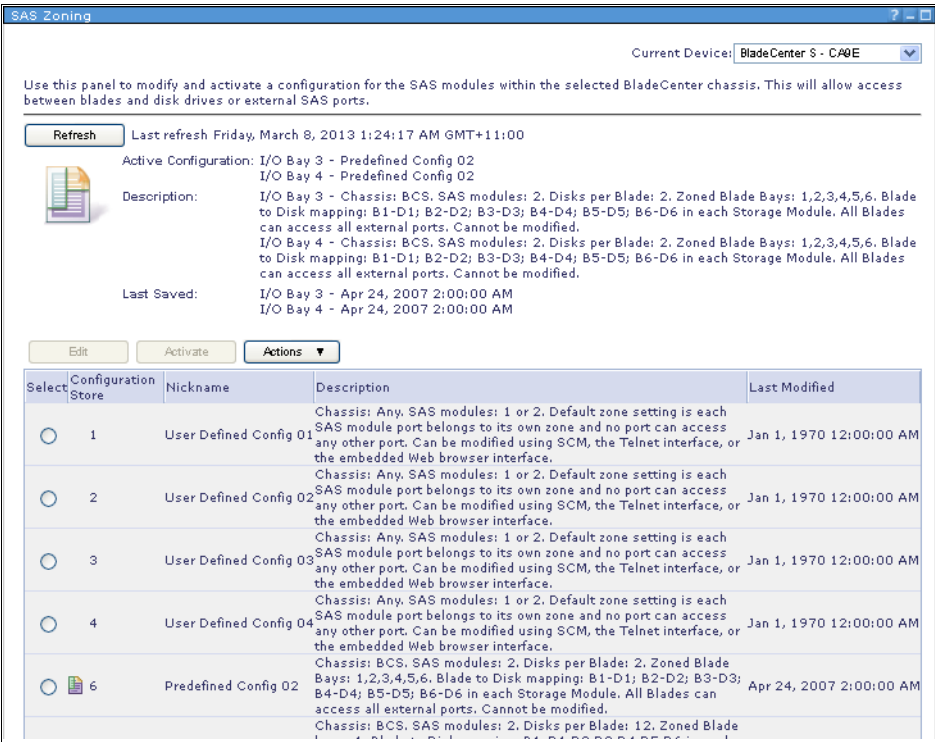 SAS Zoning
Current Device: BladeCenter S - CA9E
Use this panel to modify and activate a configuration for the SAS modules within the selected BladeCenter chassis. This will allow access
between blades and disk drives or external SAS ports.
Refresh Last refresh Friday, March 8, 2013 1:24:17 AM GMT+11:00
Active Configuration: I/O Bay 3 - Predefined Config 02
I/O Bay 4 - Predefined Config 02
Description: I/O Bay 3 - Chassis: BCS. SAS modules: 2. Disks per Blade: 2. Zoned Blade Bays: 1,2,3,4,5,6. Blade
to Disk mapping: B1-D1; B2-D2; B3-D3; B4-D4; B5-D5; B6-D6 in each Storage Module. All Blades
can access all external ports. Cannot be modified.
I/O Bay 4 - Chassis: BCS. SAS modules: 2. Disks per Blade: 2. Zoned Blade Bays: 1,2,3,4,5,6. Blade
to Disk mapping: B1-D1; B2-D2; B3-D3; B4-D4; B5-D5; B6-D6 in each Storage Module. All Blades
can access all external ports. Cannot be modified.
Last Saved: I/O Bay 3 - Apr 24, 2007 2:00:00 AM
I/O Bay 4 - Apr 24, 2007 2:00:00 AM
Edit Activate Actions
Select Configuration Store Nickname Description Last Modified
Chassis: Any. SAS modules: 1 or 2. Default zone setting is each
1 User Defined Config 01 SAS module port belongs to its own zone and no port can access
any other port. Can be modified using SCM, the Telnet interface, or Jan 1, 1970 12:00:00 AM
the embedded Web browser interface.
Chassis: Any. SAS modules: 1 or 2. Default zone setting is each
2 User Defined Config 02 SAS module port belongs to its own zone and no port can access
any other port. Can be modified using SCM, the Telnet interface, or Jan 1, 1970 12:00:00 AM
the embedded Web browser interface.
Chassis: Any. SAS modules: 1 or 2. Default zone setting is each
3 User Defined Config 03 SAS module port belongs to its own zone and no port can access
any other port. Can be modified using SCM, the Telnet interface, or Jan 1, 1970 12:00:00 AM
the embedded Web browser interface.
Chassis: Any. SAS modules: 1 or 2. Default zone setting is each
4 User Defined Config 04 SAS module port belongs to its own zone and no port can access
any other port. Can be modified using SCM, the Telnet interface, or Jan 1, 1970 12:00:00 AM
the embedded Web browser interface.
Chassis: BCS. SAS modules: 2. Disks per Blade: 2. Zoned Blade
6 Predefined Config 02 Bays: 1,2,3,4,5,6. Blade to Disk mapping: B1-D1; B2-D2; B3-D3;
B4-D4; B5-D5; B6-D6 in each Storage Module. All Blades can Apr 24, 2007 2:00:00 AM
access all external ports. Cannot be modified.
Chassis: BCS. SAS modules: 2. Disks per Blade: 12. Zoned Blade